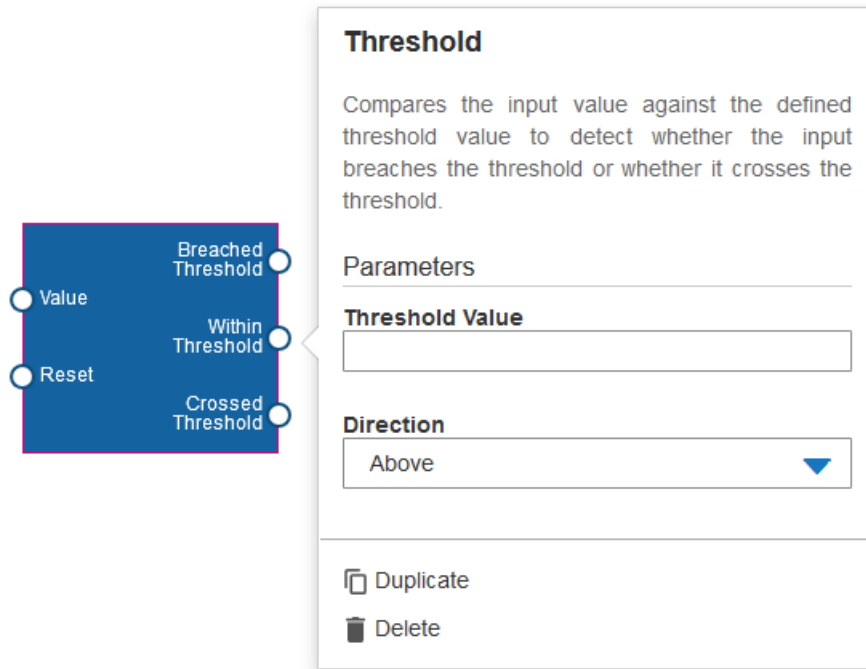 Threshold
Compares the input value against the defined
threshold value to detect whether the input
breaches the threshold or whether it crosses the
threshold.
Breached
Threshold
Value
Within
Threshold
Reset
Crossed
Threshold
Parameters
Threshold Value
Direction
Above
Duplicate
Delete